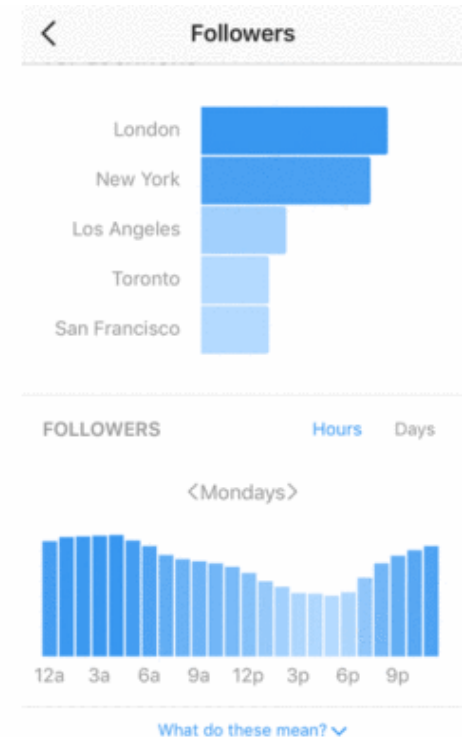 Followers
London
New York
Los Angeles
Toronto
San Francisco
FOLLOWERS Hours Days
<Mondays>
12a 3a 6a 9a 12p 3p 6p 9p
What do these mean?